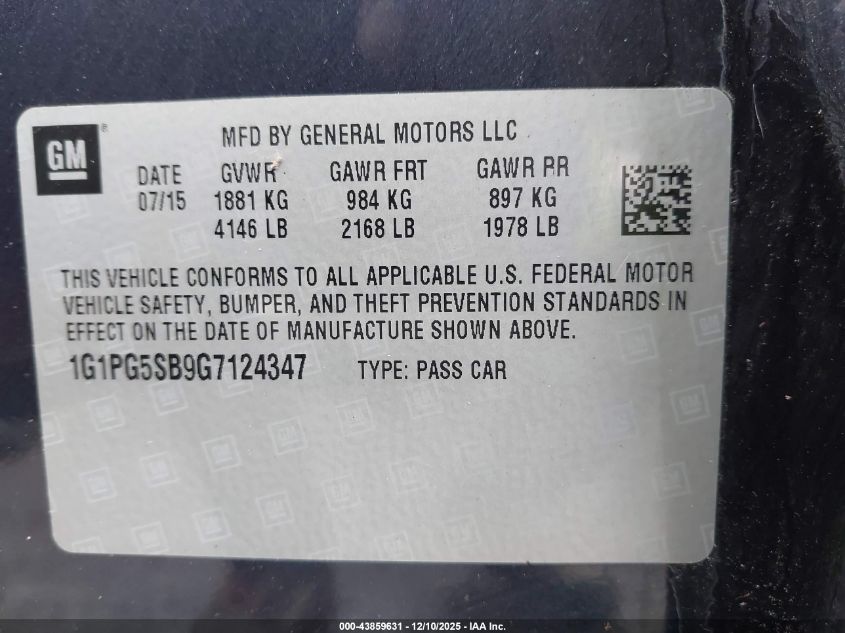 GM
MFD BY GENERAL MOTORS LLC
DATE GVWR GAWR FRT GAWR RR
07/15 1881 KG 984 KG 897 KG
4146 LB 2168 LB 1978 LB
THIS VEHICLE CONFORMS TO ALL APPLICABLE U.S. FEDERAL MOTOR
VEHICLE SAFETY, BUMPER, AND THEFT PREVENTION STANDARDS IN
EFFECT ON THE DATE OF MANUFACTURE SHOWN ABOVE.
1G1PG5SB9G7124347 TYPE: PASS CAR
000-43859631 - 12/10/2025 - IAA Inc.